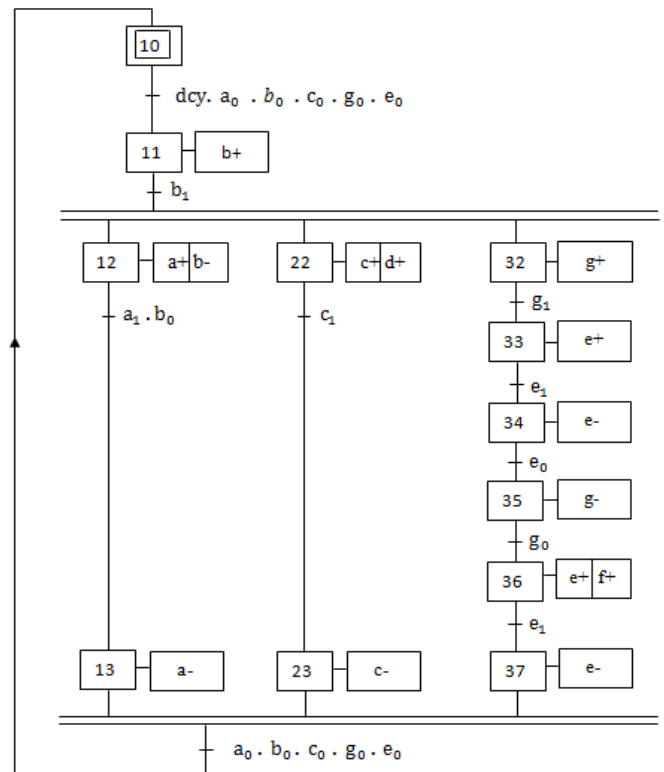 10
dcy. a₀ . b₀ . c₀ . g₀ . e₀
11 b+
b₁
12 a+ b- 22 c+ d+ 32 g+
a₁ . b₀ c₁ g₁
33 e+
e₁
34 e-
e₀
35 g-
g₀
36 e+ f+
e₁
13 a- 23 c- 37 e-
a₀ . b₀ . c₀ . g₀ . e₀